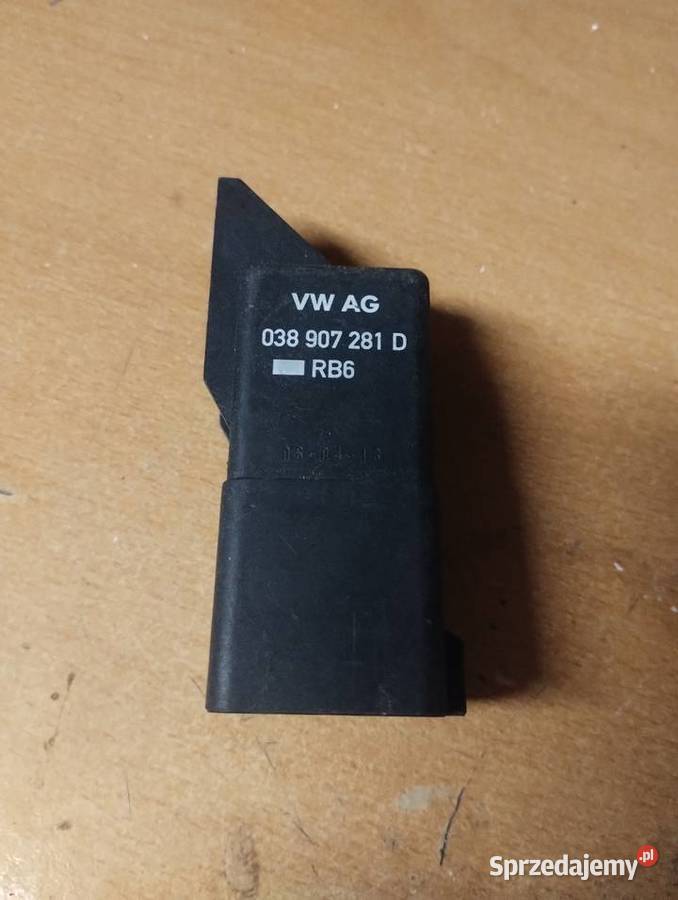 VW AG
038 907 281 D
RB6
Sprzedajemy.pl